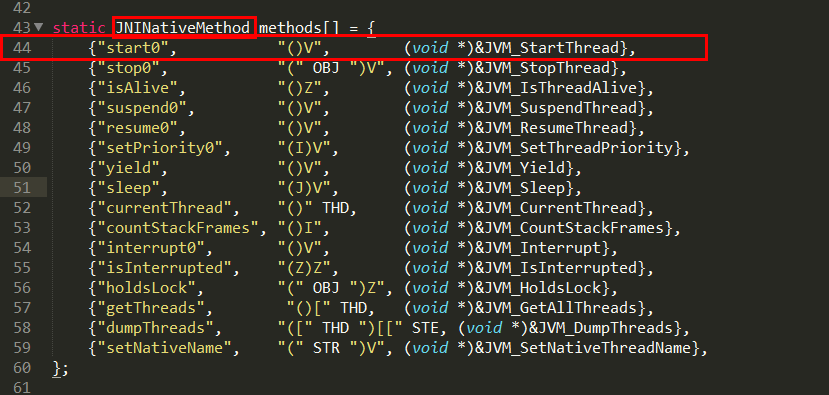 42
43 static JNINativeMethod methods[] = {
44 {"start0", "()V", (void *)&JVM_StartThread},
45 {"stop0", "(" OBJ ")V", (void *)&JVM_StopThread},
46 {"isAlive", "()Z", (void *)&JVM_IsThreadAlive},
47 {"suspend0", "()V", (void *)&JVM_SuspendThread},
48 {"resume0", "()V", (void *)&JVM_ResumeThread},
49 {"setPriority0", "(I)V", (void *)&JVM_SetThreadPriority},
50 {"yield", "()V", (void *)&JVM_Yield},
51 {"sleep", "(J)V", (void *)&JVM_Sleep},
52 {"currentThread", "()" THD, (void *)&JVM_CurrentThread},
53 {"countStackFrames", "()I", (void *)&JVM_CountStackFrames},
54 {"interrupt0", "()V", (void *)&JVM_Interrupt},
55 {"isInterrupted", "(Z)Z", (void *)&JVM_IsInterrupted},
56 {"holdsLock", "(" OBJ ")Z", (void *)&JVM_HoldsLock},
57 {"getThreads", "()[" THD, (void *)&JVM_GetAllThreads},
58 {"dumpThreads", "([" THD ")[[" STE, (void *)&JVM_DumpThreads},
59 {"setNativeName", "(" STR ")V", (void *)&JVM_SetNativeThreadName},
60 };
61